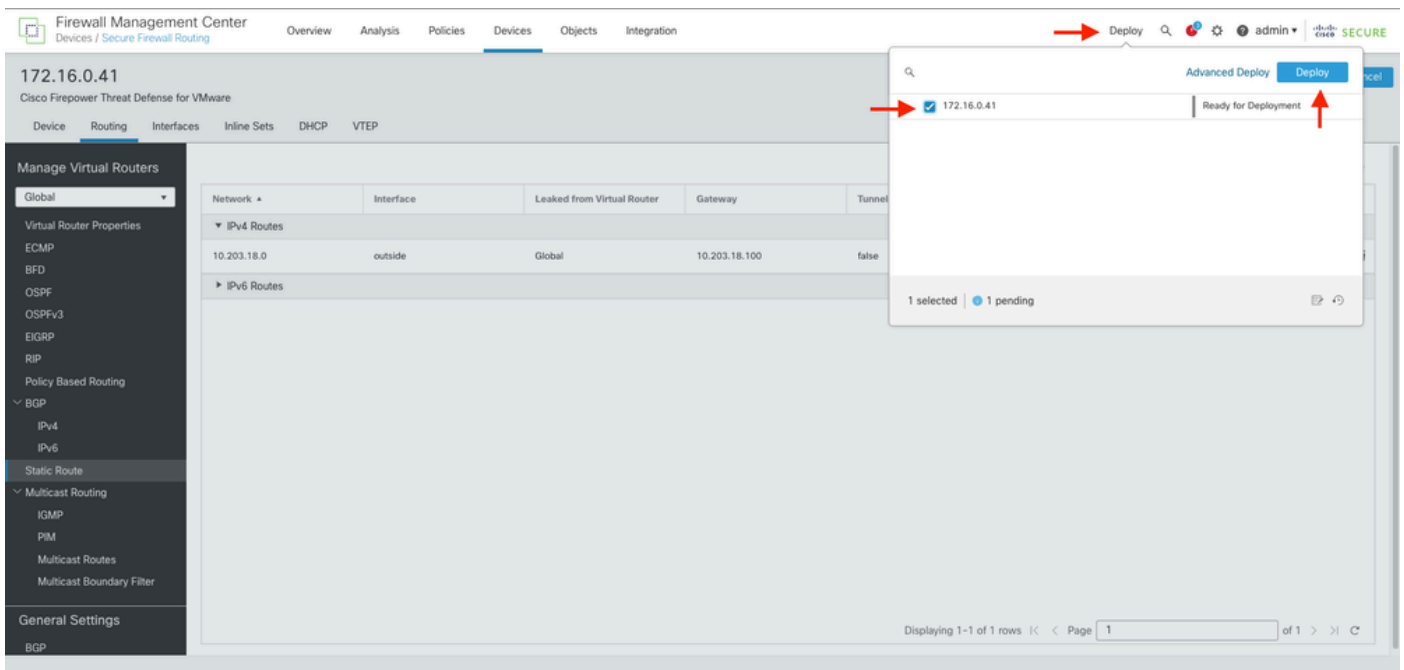 Firewall Management Center
Devices / Secure Firewall Routing
Overview Analysis Policies Devices Objects Integration
Deploy admin SECURE
172.16.0.41
Cisco Firepower Threat Defense for VMware
Device Routing Interfaces Inline Sets DHCP VTEP
Advanced Deploy Deploy
172.16.0.41 Ready for Deployment
1 selected 1 pending
Manage Virtual Routers
Global
Virtual Router Properties
ECMP
BFD
OSPF
OSPFv3
EIGRP
RIP
Policy Based Routing
BGP
IPv4
IPv6
Static Route
Multicast Routing
IGMP
PIM
Multicast Routes
Multicast Boundary Filter
General Settings
BGP
Network Interface Leaked from Virtual Router Gateway Tunnel
IPv4 Routes
10.203.18.0 outside Global 10.203.18.100 false
IPv6 Routes
Displaying 1-1 of 1 rows Page 1 of 1